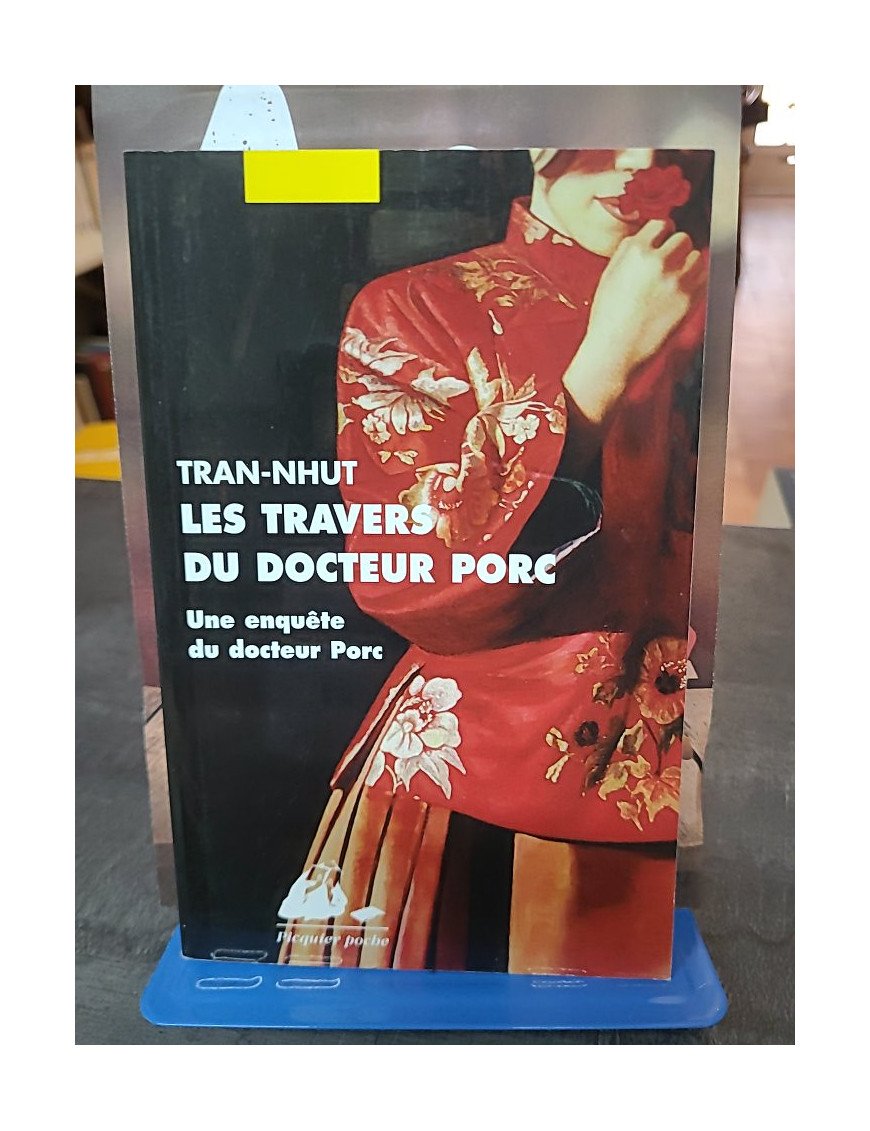 TRAN-NHUT
LES TRAVERS
DU DOCTEUR PORC
Une enquête
du docteur Porc
Picquier poche